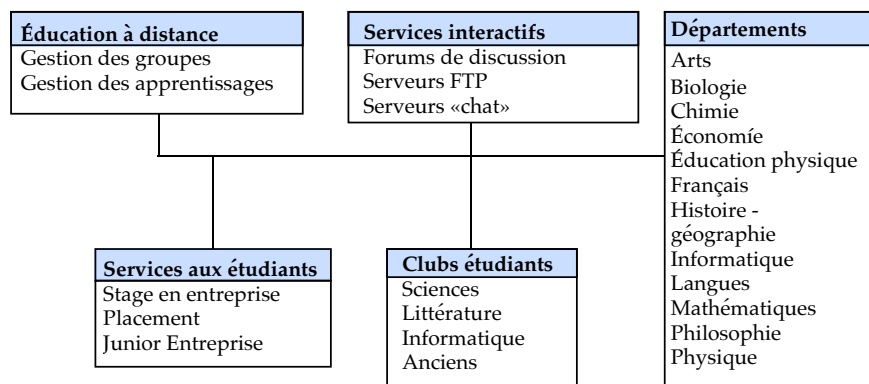 Éducation à distance
Gestion des groupes
Gestion des apprentissages
Services interactifs
Forums de discussion
Serveurs FTP
Serveurs «chat»
Départements
Arts
Biologie
Chimie
Économíe
Éducation physique
Français
Histoire -
géographie
Informatique
Langues
Mathématiques
Philosophie
Physique
Services aux étudiants
Stage en entreprise
Placement
Junior Entreprise
Clubs étudiants
Sciences
Littérature
Informatique
Anciens